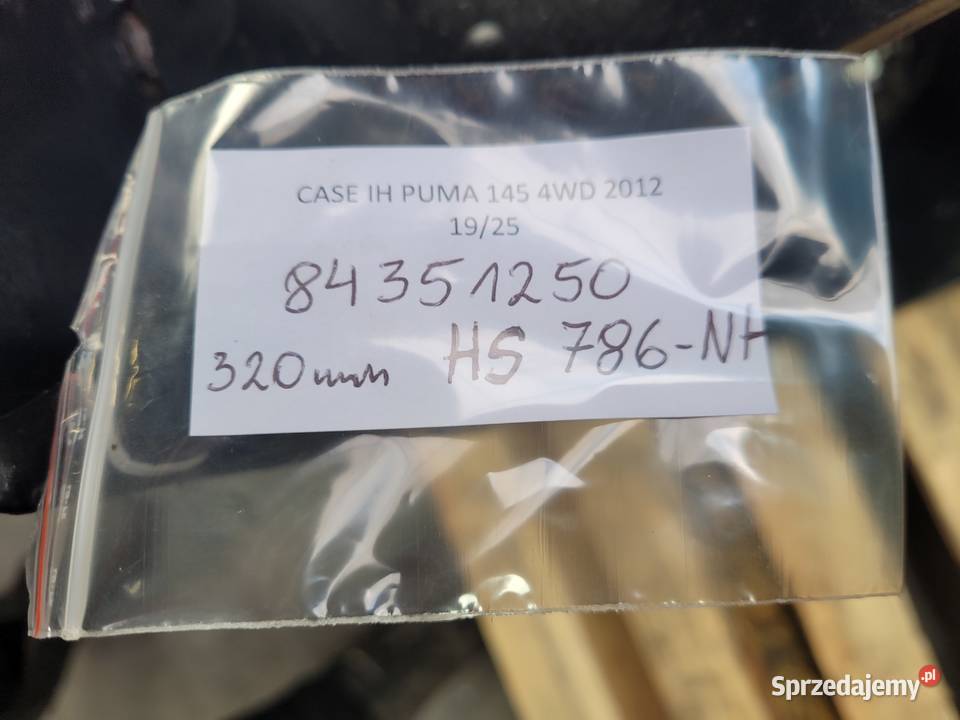 CASE IH PUMA 145 4WD 2012
19/25
84351250
320mm HS 786-NH
Sprzedajemy.pl